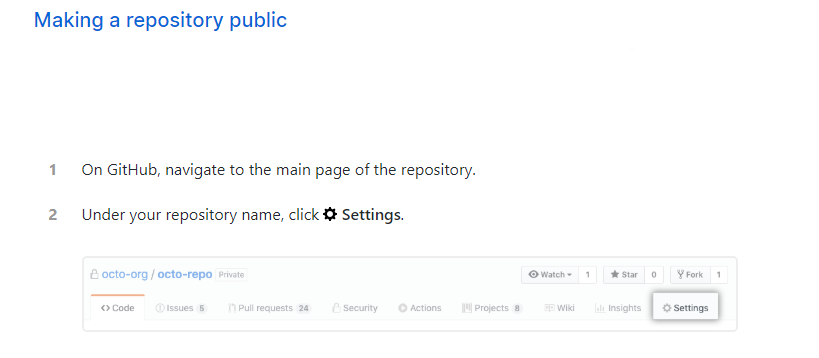 Making a repository public
1 On GitHub, navigate to the main page of the repository.
2 Under your repository name, click Settings.
octo-org / octo-repo Private Watch 1 Star 0 Fork 1
Code Issues 5 Pull requests 24 Security Actions Projects 8 Wiki Insights Settings